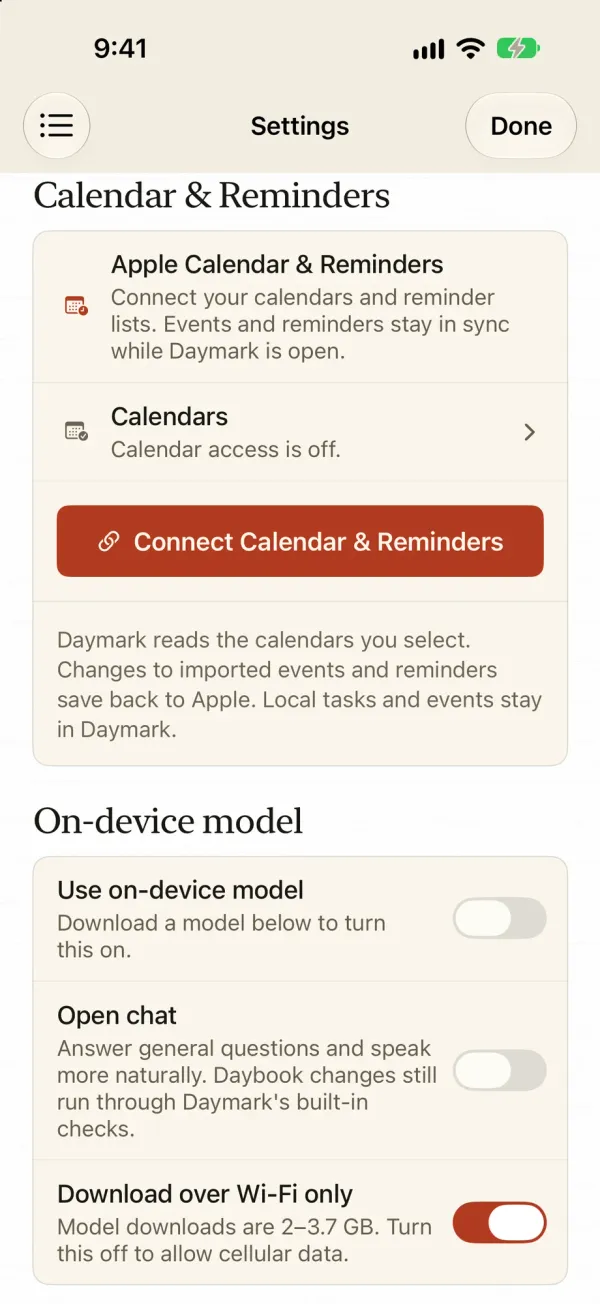 9:41
Settings
Done
Calendar & Reminders
Apple Calendar & Reminders
Connect your calendars and reminder
lists. Events and reminders stay in sync
while Daymark is open.
Calendars
Calendar access is off.
Connect Calendar & Reminders
Daymark reads the calendars you select.
Changes to imported events and reminders
save back to Apple. Local tasks and events stay
in Daymark.
On-device model
Use on-device model
Download a model below to turn
this on.
Open chat
Answer general questions and speak
more naturally. Daybook changes still
run through Daymark's built-in
checks.
Download over Wi-Fi only
Model downloads are 2–3.7 GB. Turn
this off to allow cellular data.